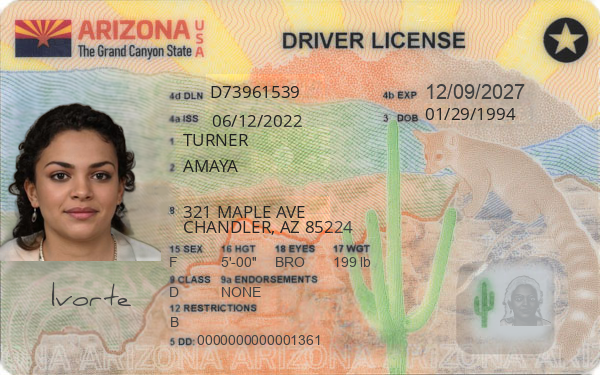 ARIZONA USA
The Grand Canyon State
DRIVER LICENSE
4d DLN D73961539
4b EXP 12/09/2027
4a ISS 06/12/2022
3 DOB 01/29/1994
1 TURNER
2 AMAYA
8 321 MAPLE AVE
CHANDLER, AZ 85224
15 SEX 16 HGT 18 EYES 17 WGT
F 5'-00" BRO 199 lb
9 CLASS 9a ENDORSEMENTS
D NONE
Ivorte
12 RESTRICTIONS
B
5 DD: 0000000000001361
ARIZONA ARIZONA ARIZONA ARIZONA